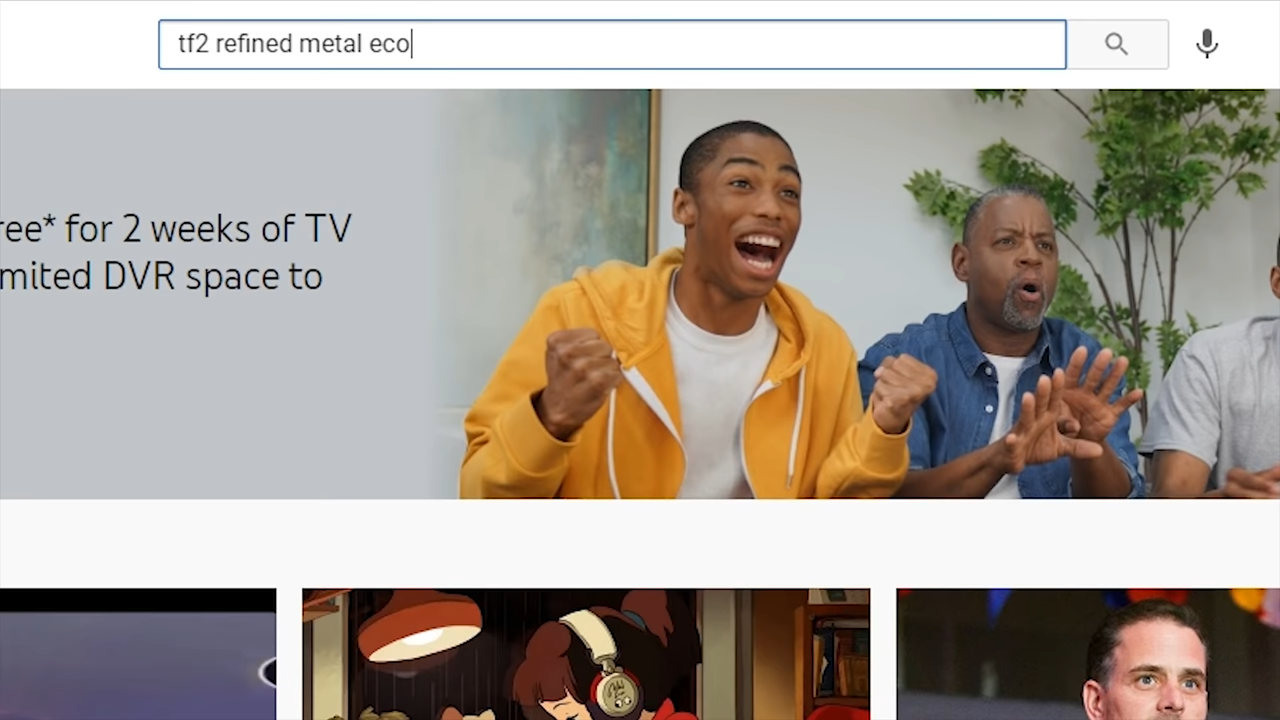 tf2 refined metal eco
ree* for 2 weeks of TV
mited DVR space to